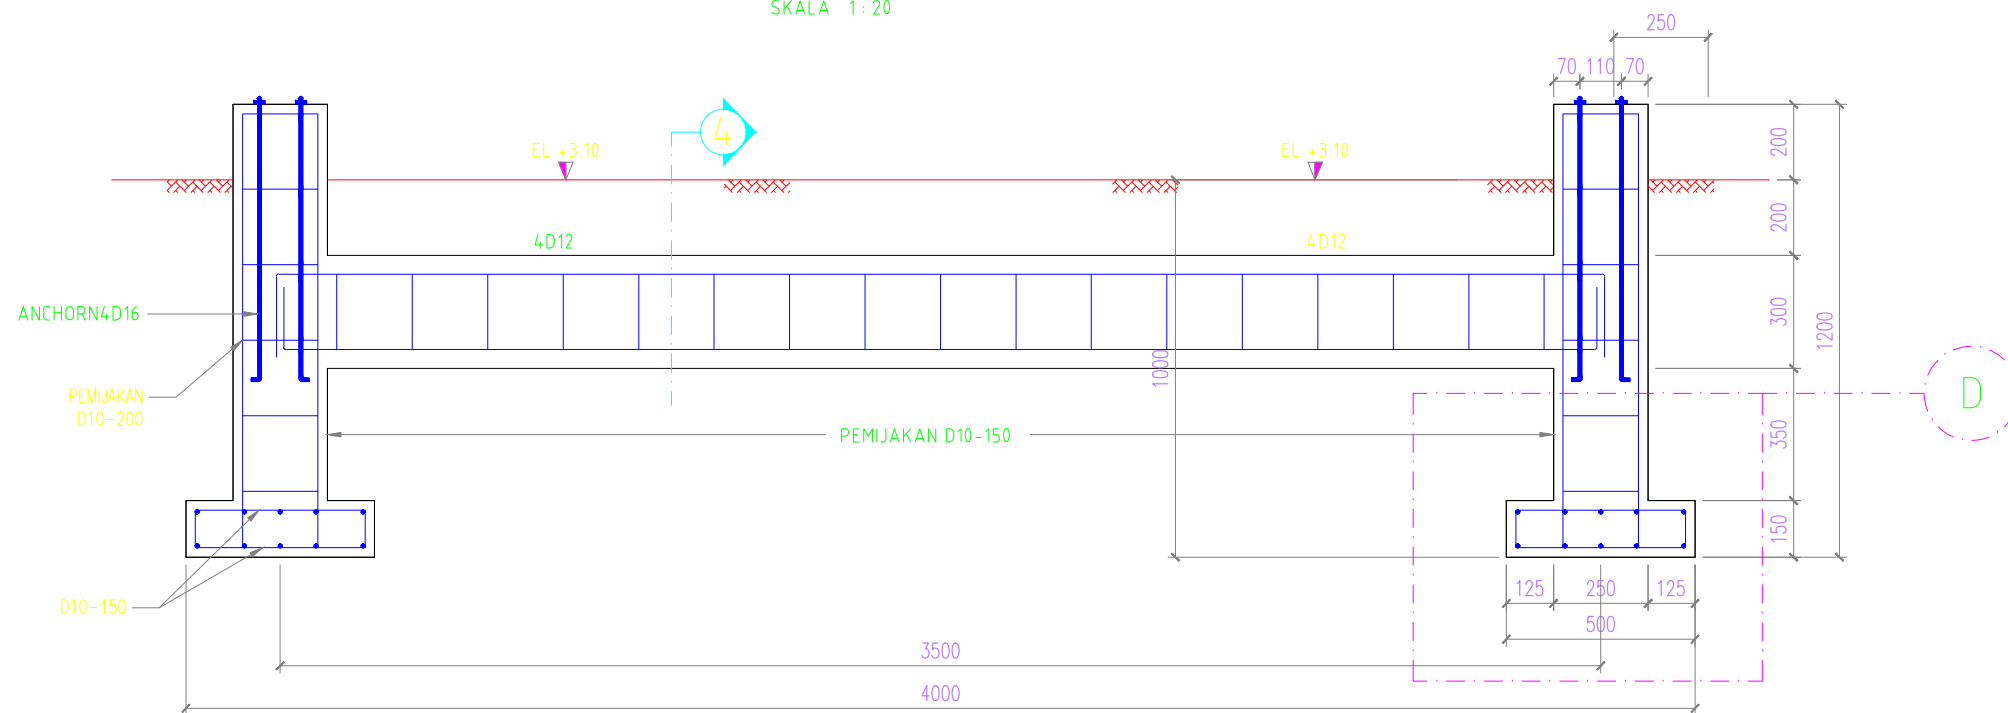 SKALA 1 : 20
250
70 110 70
4
EL +3.10
EL +3.10
200
200
4D12
4D12
ANCHORN4D16
300
1200
1000
PEMIJAKAN
D10-200
D
PEMIJAKAN D10-150
350
150
D10-150
125 250 125
500
3500
4000